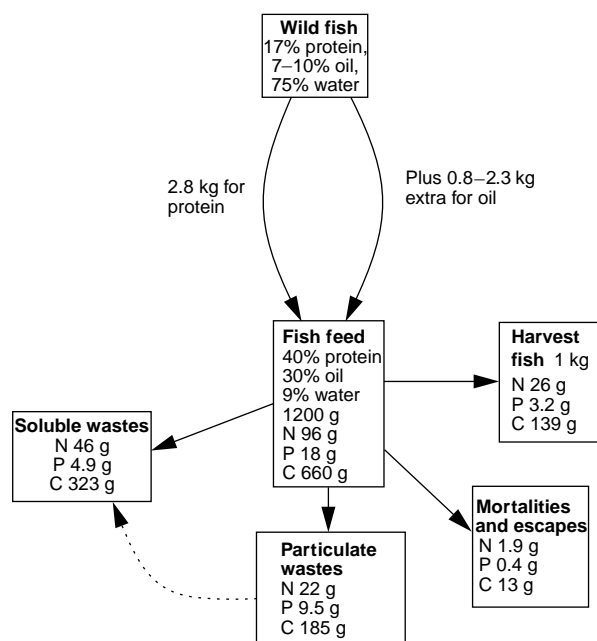 Wild fish
17% protein,
7–10% oil,
75% water
2.8 kg for
protein
Plus 0.8–2.3 kg
extra for oil
Fish feed
40% protein
30% oil
9% water
1200 g
N 96 g
P 18 g
C 660 g
Harvest
fish 1 kg
N 26 g
P 3.2 g
C 139 g
Soluble wastes
N 46 g
P 4.9 g
C 323 g
Mortalities
and escapes
N 1.9 g
P 0.4 g
C 13 g
Particulate
wastes
N 22 g
P 9.5 g
C 185 g